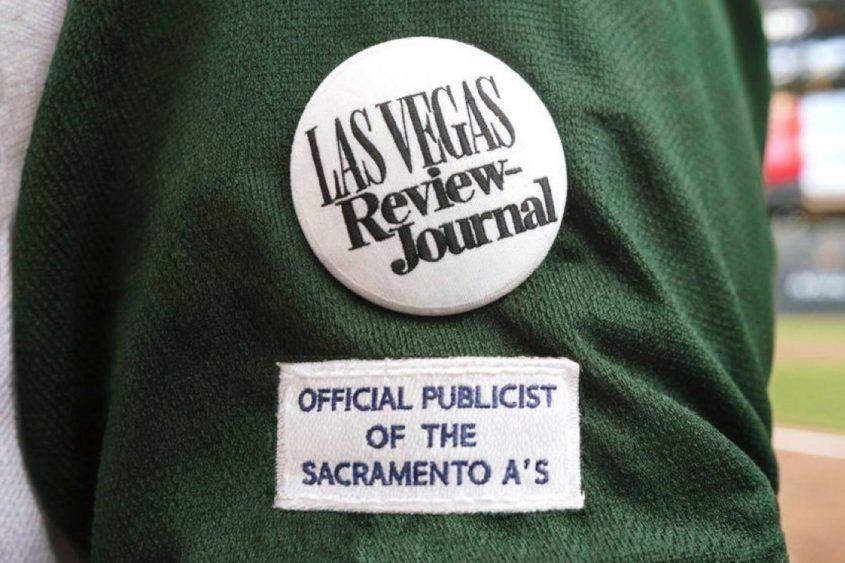 LAS VEGAS
Review-
Journal
OFFICIAL PUBLICIST
OF THE
SACRAMENTO A'S